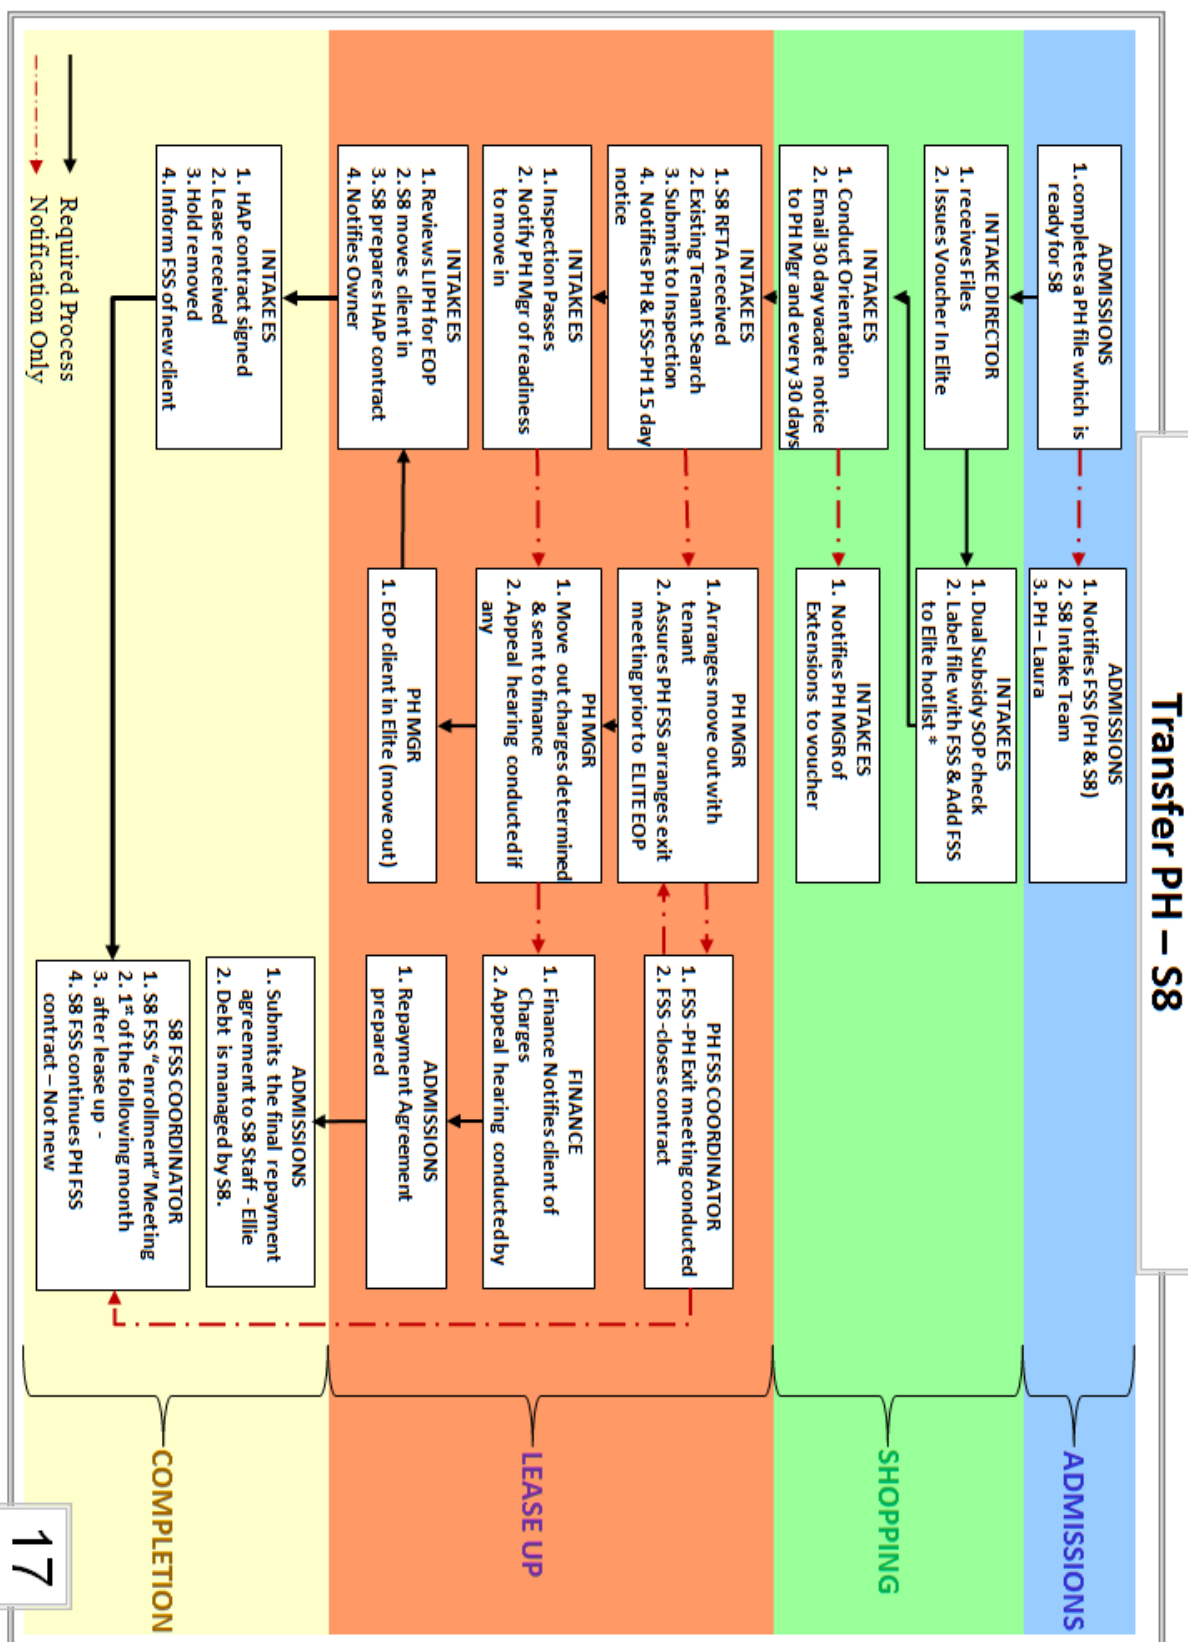 Transfer PH – S8
ADMISSIONS
1. completes a PH file which is
ready for S8
ADMISSIONS
1. Notifies FSS (PH & S8)
2. S8 Intake Team
3. PH – Laura
ADMISSIONS
INTAKE DIRECTOR
1. receives Files
2. Issues Voucher In Elite
INTAKE ES
1. Dual Subsidy SOP check
2. Label file with FSS & Add FSS
to Elite hotlist *
INTAKE ES
1. Conduct Orientation
2. Email 30 day vacate notice
to PH Mgr and every 30 days
INTAKE ES
1. Notifies PH MGR of
Extensions to voucher
SHOPPING
INTAKE ES
1. S8 RFTA received
2. Existing Tenant Search
3. Submits to Inspection
4. Notifies PH & FSS-PH 15 day
notice
PH MGR
1. Arranges move out with
tenant
2. Assures PH FSS arranges exit
meeting prior to ELITE EOP
PH FSS COORDINATOR
1. FSS -PH Exit meeting conducted
2. FSS -closes contract
INTAKE ES
1. Inspection Passes
2. Notify PH Mgr of readiness
to move in
PH MGR
1. Move out charges determined
& sent to finance
2. Appeal hearing conducted if
any
FINANCE
1. Finance Notifies client of
Charges
2. Appeal hearing conducted by
INTAKE ES
1. Reviews LIPH for EOP
2. S8 moves client in
3. S8 prepares HAP contract
4. Notifies Owner
PH MGR
1. EOP client in Elite (move out)
ADMISSIONS
1. Repayment Agreement
prepared
LEASE UP
INTAKE ES
1. HAP contract signed
2. Lease received
3. Hold removed
4. Inform FSS of new client
ADMISSIONS
1. Submits the final repayment
agreement to S8 Staff - Ellie
2. Debt is managed by S8.
S8 FSS COORDINATOR
1. S8 FSS “enrollment” Meeting
2. 1st of the following month
3. after lease up -
4. S8 FSS continues PH FSS
contract – Not new
COMPLETION
Required Process
Notification Only
17